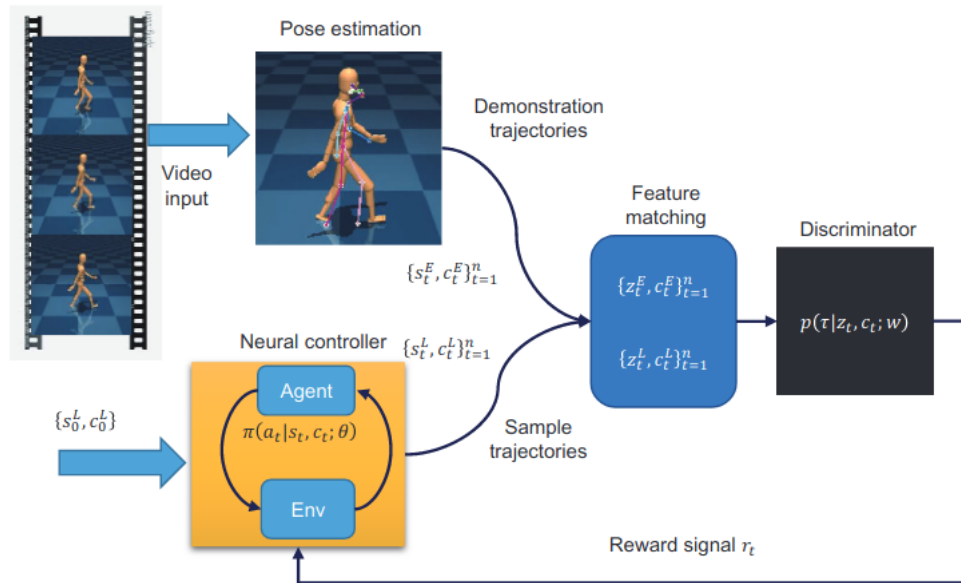 Pose estimation
Video
input
Demonstration
trajectories
{s_t^E, c_t^E}_{t=1}^n
Feature
matching
{z_t^E, c_t^E}_{t=1}^n
{z_t^L, c_t^L}_{t=1}^n
Discriminator
p(τ|z_t, c_t; w)
{s_0^L, c_0^L}
Neural controller
Agent
π(a_t|s_t, c_t; θ)
Env
{s_t^L, c_t^L}_{t=1}^n
Sample
trajectories
Reward signal r_t